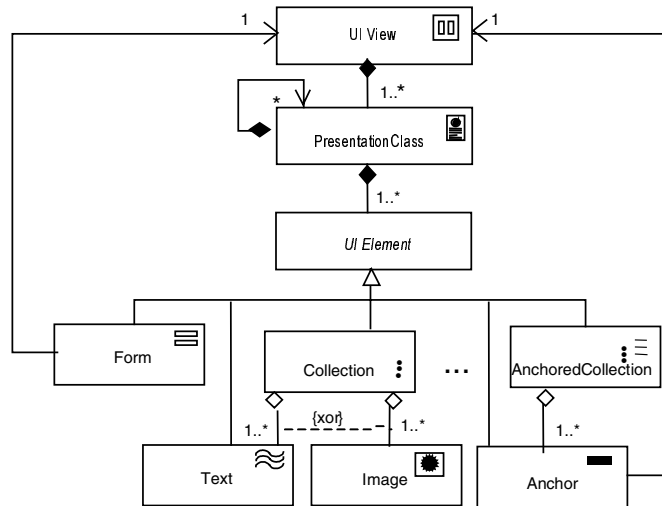 1
UI View
1
*
1..*
PresentationClass
1..*
UI Element
Form
Collection
...
AnchoredCollection
1..*
{xor}
1..*
1..*
Text
Image
Anchor